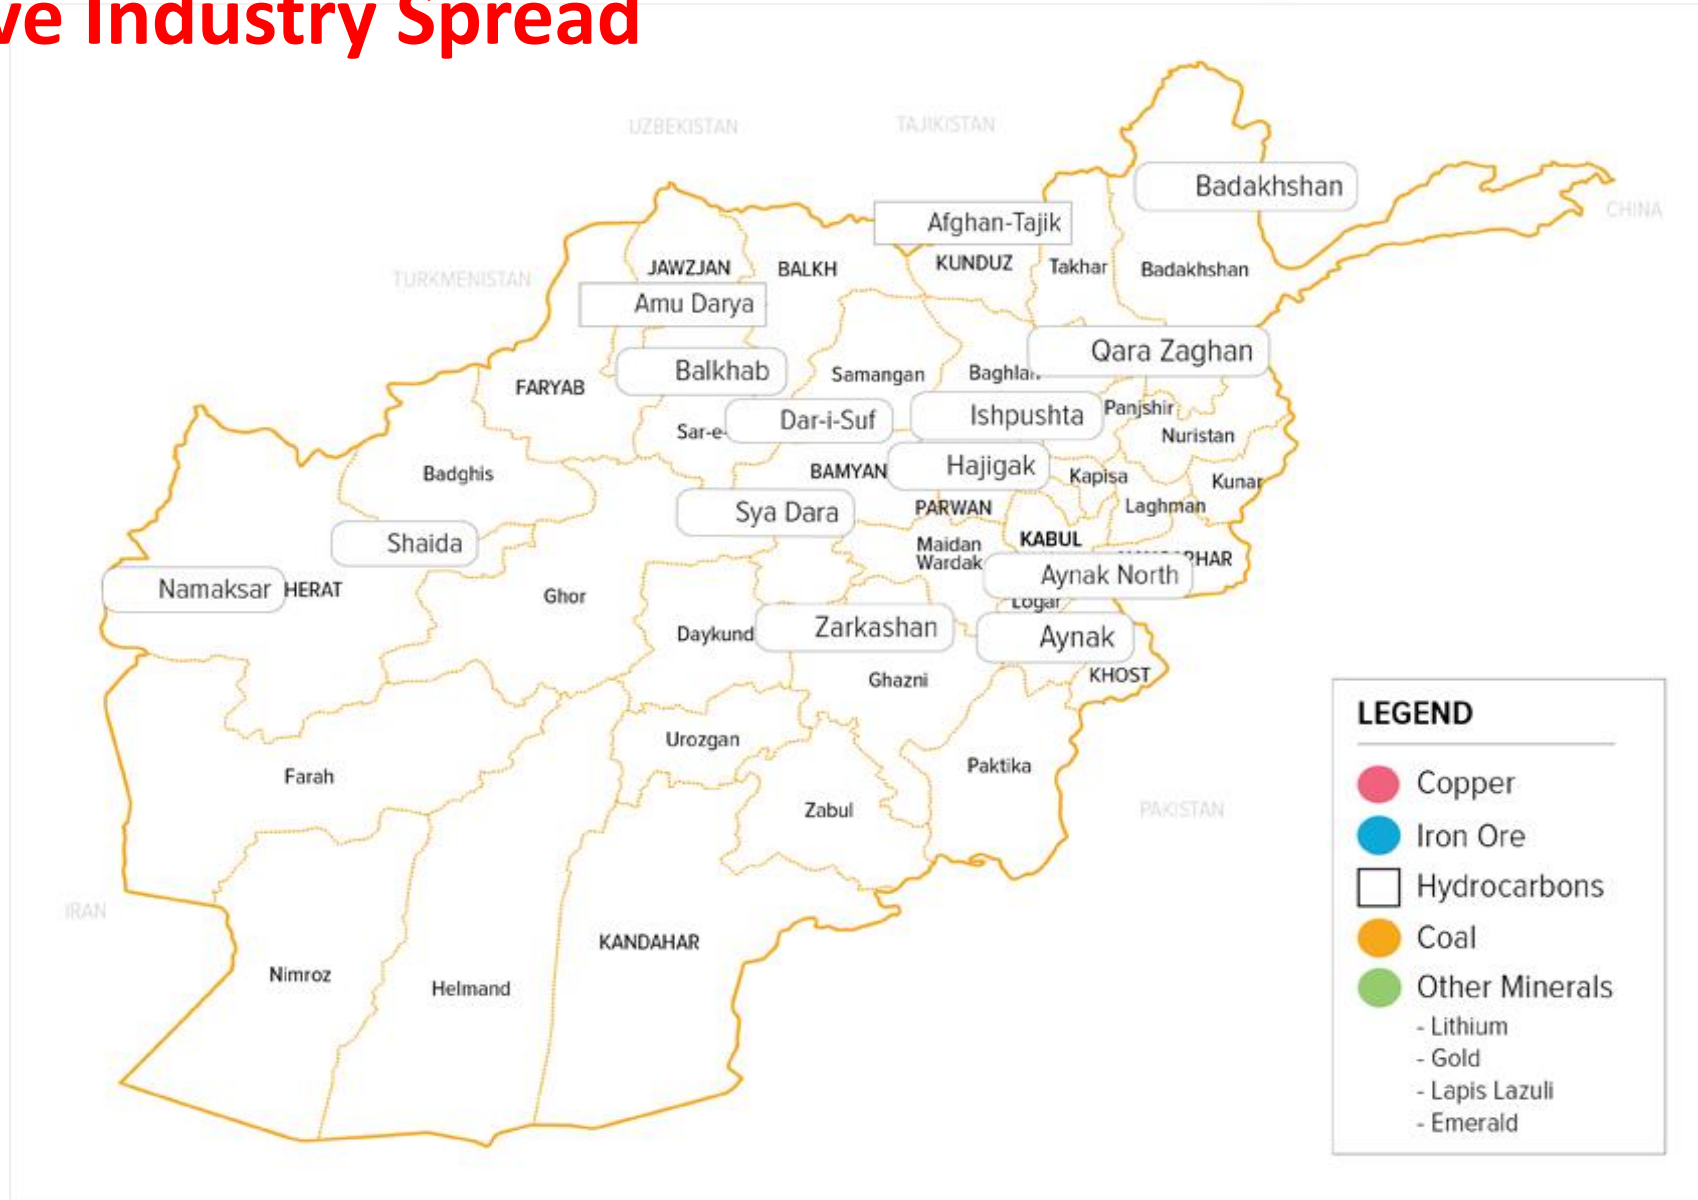 ve Industry Spread
UZBEKISTAN
TAJIKISTAN
Badakhshan
CHINA
Afghan-Tajik
JAWZJAN
BALKH
KUNDUZ
Takhar
Badakhshan
TURKMENISTAN
Amu Darya
Qara Zaghan
Balkhab
Samangan
Baghlan
FARYAB
Panjshir
Dar-i-Suf
Ishpushta
Sar-e-
Nuristan
Badghis
BAMYAN
Hajigak
Kapisa
Kunar
PARWAN
Laghman
Sya Dara
KABUL
Shaida
Maidan
Wardak
HAR
Aynak North
Namaksar
HERAT
Ghor
Logar
Daykund
Zarkashan
Aynak
Ghazni
KHOST
Urozgan
Paktika
Farah
Zabul
PAKISTAN
IRAN
KANDAHAR
Nimroz
Helmand
LEGEND
Copper
Iron Ore
Hydrocarbons
Coal
Other Minerals
- Lithium
- Gold
- Lapis Lazuli
- Emerald